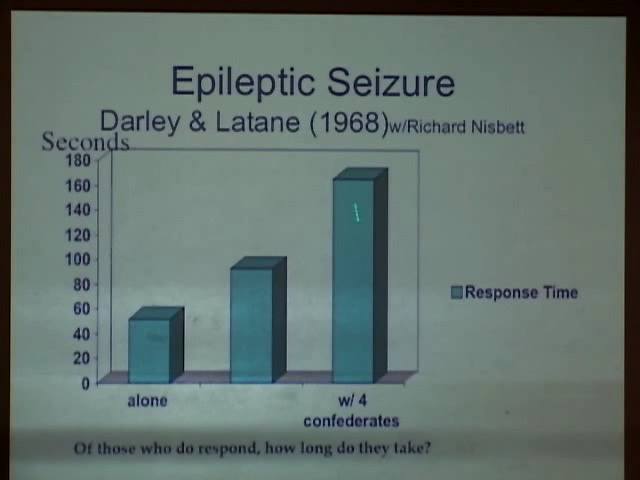 Epileptic Seizure
Darley & Latane (1968)w/Richard Nisbett
Seconds
180
160
140
120
100
80
60
40
20
0
alone
w/ 4
confederates
Response Time
Of those who do respond, how long do they take?